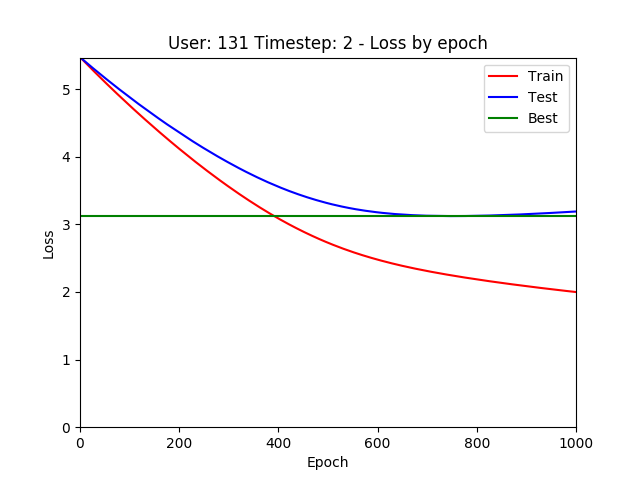 User: 131 Timestep: 2 - Loss by epoch
Train
Test
Best
Loss
5
4
3
2
1
0
0 200 400 600 800 1000
Epoch